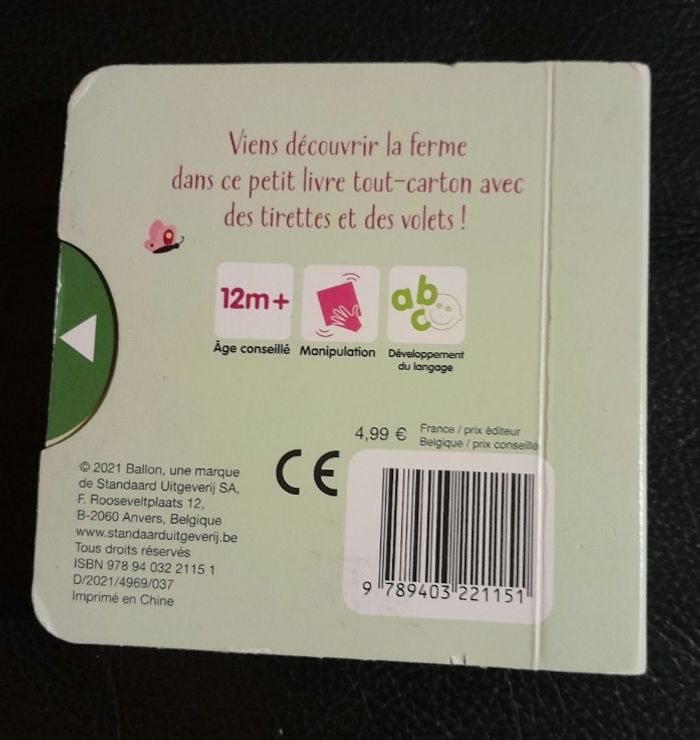 Viens découvrir la ferme
dans ce petit livre tout-carton avec
des tirettes et des volets !
12m+
abc
Âge conseillé
Manipulation
Développement
du langage
4,99 €
France / prix éditeur
Belgique / prix conseillé
CE
© 2021 Ballon, une marque
de Standaard Uitgeverij SA,
F. Rooseveltplaats 12,
B-2060 Anvers, Belgique
www.standaarduitgeverij.be
Tous droits réservés
ISBN 978 94 032 2115 1
D/2021/4969/037
Imprimé en Chine
9 789403 221151